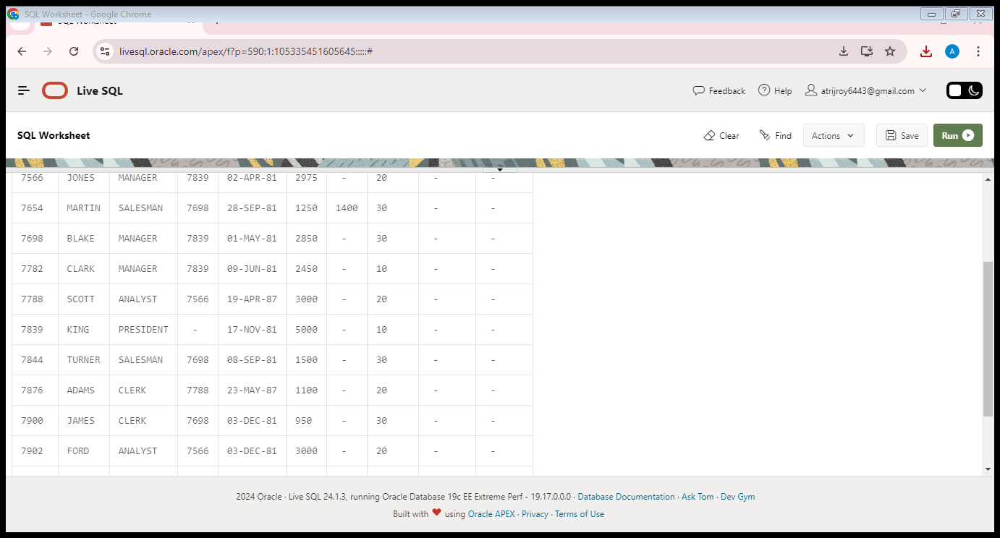 SQL Worksheet - Google Chrome
SQL Worksheet
livesql.oracle.com/apex/f?p=590:1:105335451605645:::::#
A
Live SQL
Feedback
Help
atrijroy6443@gmail.com
SQL Worksheet
Clear
Find
Actions
Save
Run
7566 JONES MANAGER 7839 02-APR-81 2975 - 20 - -
7654 MARTIN SALESMAN 7698 28-SEP-81 1250 1400 30 - -
7698 BLAKE MANAGER 7839 01-MAY-81 2850 - 30 - -
7782 CLARK MANAGER 7839 09-JUN-81 2450 - 10 - -
7788 SCOTT ANALYST 7566 19-APR-87 3000 - 20 - -
7839 KING PRESIDENT - 17-NOV-81 5000 - 10 - -
7844 TURNER SALESMAN 7698 08-SEP-81 1500 - 30 - -
7876 ADAMS CLERK 7788 23-MAY-87 1100 - 20 - -
7900 JAMES CLERK 7698 03-DEC-81 950 - 30 - -
7902 FORD ANALYST 7566 03-DEC-81 3000 - 20 - -
2024 Oracle · Live SQL 24.1.3, running Oracle Database 19c EE Extreme Perf - 19.17.0.0.0 · Database Documentation · Ask Tom · Dev Gym
Built with ❤ using Oracle APEX · Privacy · Terms of Use